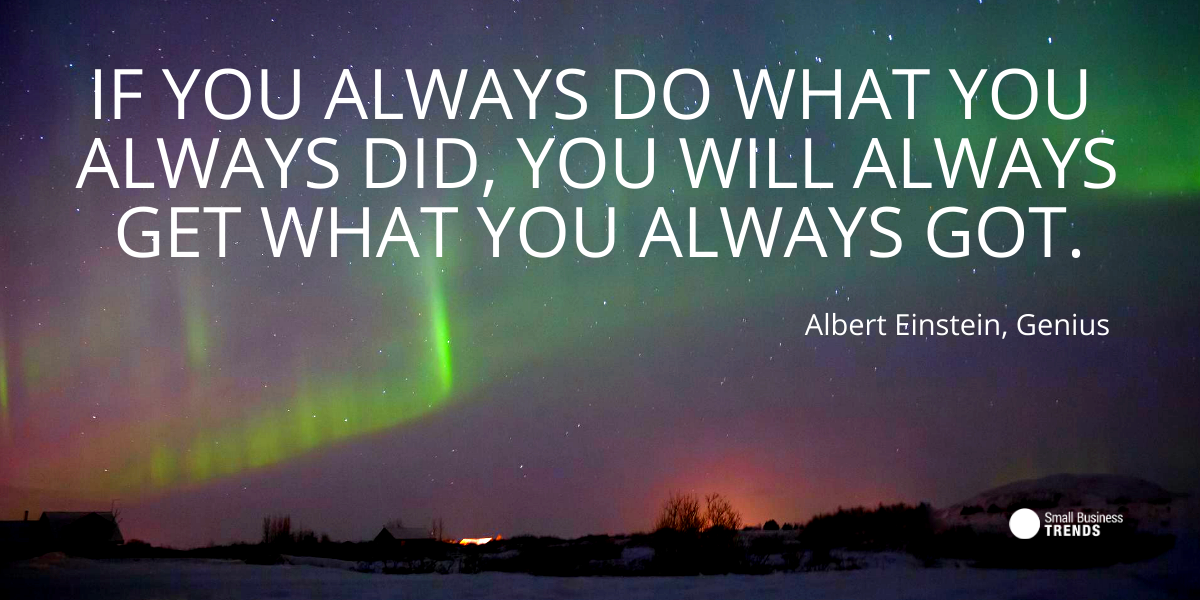 IF YOU ALWAYS DO WHAT YOU
ALWAYS DID, YOU WILL ALWAYS
GET WHAT YOU ALWAYS GOT.
Albert Einstein, Genius
Small Business
TRENDS